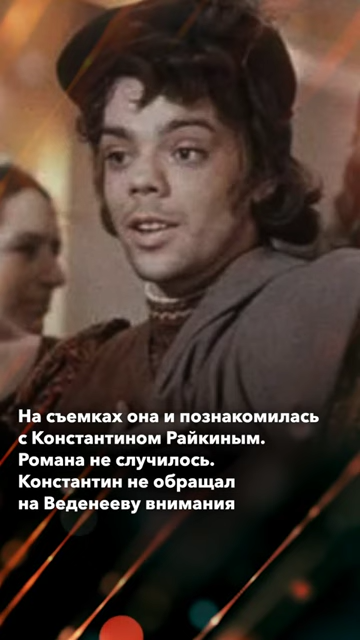 На съемках она и познакомилась
с Константином Райкиным.
Романа не случилось.
Константин не обращал
на Веденееву внимания